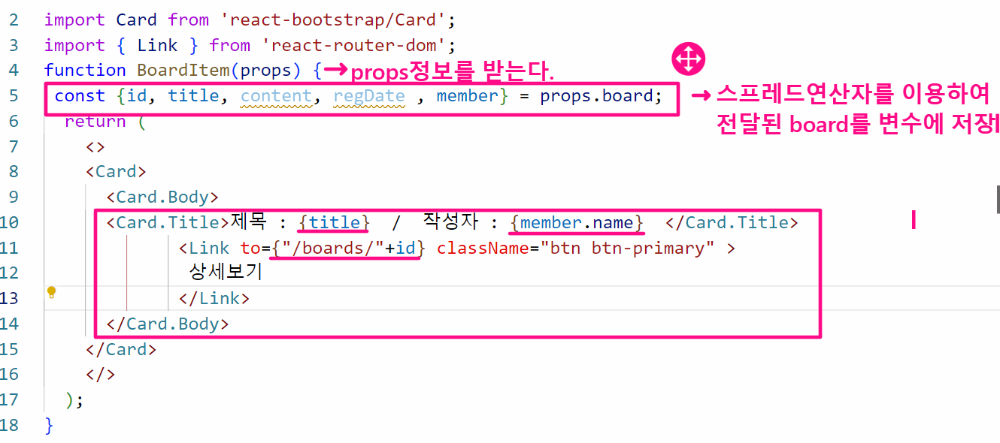 2 import Card from 'react-bootstrap/Card';
3 import { Link } from 'react-router-dom';
4 function BoardItem(props) { →props정보를 받는다.
5 const {id, title, content, regDate , member} = props.board; → 스프레드연산자를 이용하여
전달된 board를 변수에 저장
6 return (
7 <>
8 <Card>
9 <Card.Body>
10 <Card.Title>제목 : {title} / 작성자 : {member.name} </Card.Title>
11 <Link to={"/boards/"+id} className="btn btn-primary" >
12 상세보기
13 </Link>
14 </Card.Body>
15 </Card>
16 </>
17 );
18 }